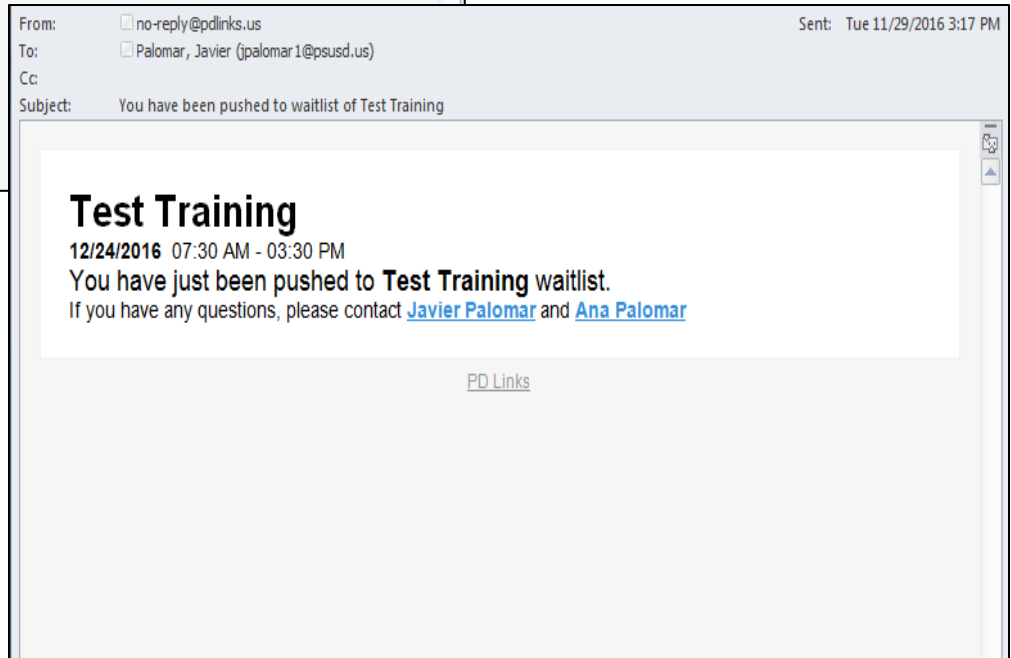 From: no-reply@pdlinks.us Sent: Tue 11/29/2016 3:17 PM
To: Palomar, Javier (jpalomar1@psusd.us)
Cc:
Subject: You have been pushed to waitlist of Test Training
Test Training
12/24/2016 07:30 AM - 03:30 PM
You have just been pushed to Test Training waitlist.
If you have any questions, please contact Javier Palomar and Ana Palomar
PD Links